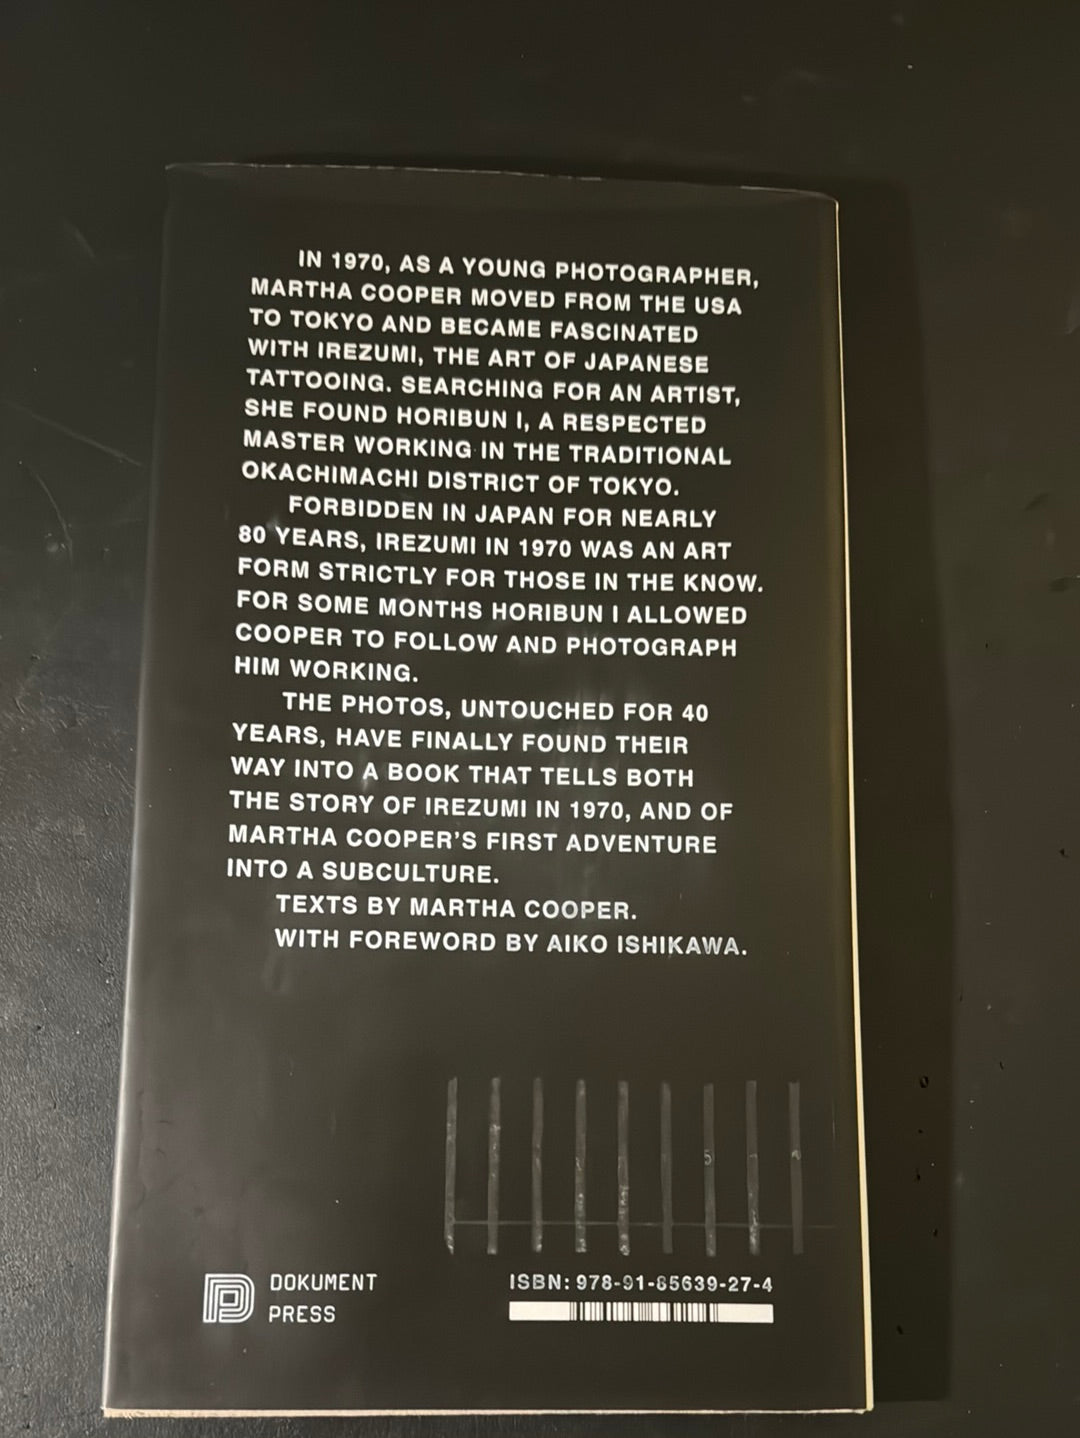 IN 1970, AS A YOUNG PHOTOGRAPHER,
MARTHA COOPER MOVED FROM THE USA
TO TOKYO AND BECAME FASCINATED
WITH IREZUMI, THE ART OF JAPANESE
TATTOOING. SEARCHING FOR AN ARTIST,
SHE FOUND HORIBUN I, A RESPECTED
MASTER WORKING IN THE TRADITIONAL
OKACHIMACHI DISTRICT OF TOKYO.
FORBIDDEN IN JAPAN FOR NEARLY
80 YEARS, IREZUMI IN 1970 WAS AN ART
FORM STRICTLY FOR THOSE IN THE KNOW.
FOR SOME MONTHS HORIBUN I ALLOWED
COOPER TO FOLLOW AND PHOTOGRAPH
HIM WORKING.
THE PHOTOS, UNTOUCHED FOR 40
YEARS, HAVE FINALLY FOUND THEIR
WAY INTO A BOOK THAT TELLS BOTH
THE STORY OF IREZUMI IN 1970, AND OF
MARTHA COOPER'S FIRST ADVENTURE
INTO A SUBCULTURE.
TEXTS BY MARTHA COOPER.
WITH FOREWORD BY AIKO ISHIKAWA.
DOKUMENT
PRESS
ISBN: 978-91-85639-27-4